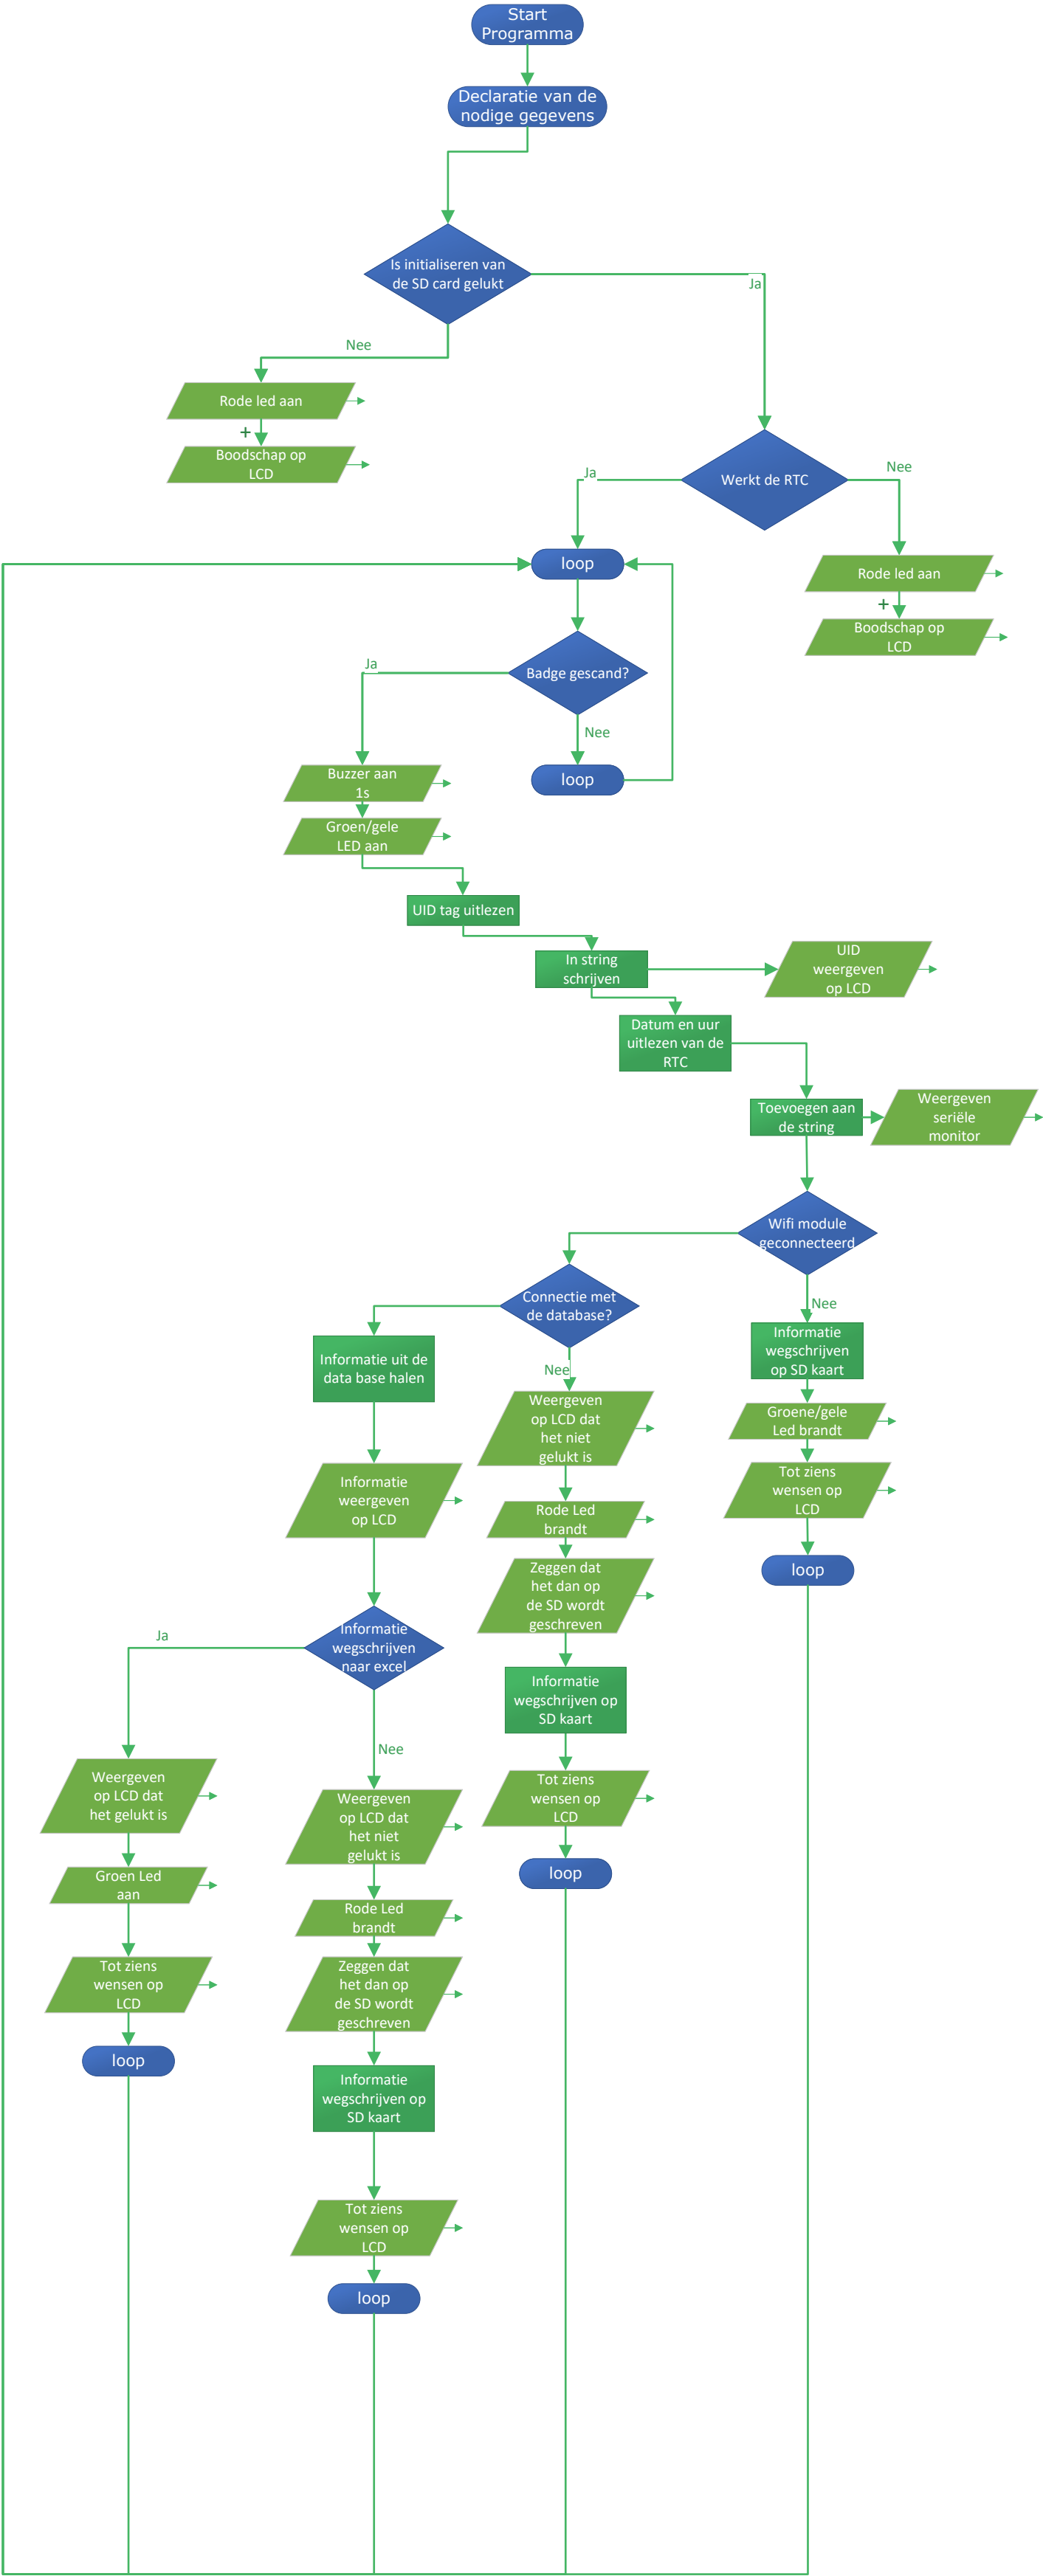 Start
Programma
Declaratie van de
nodige gegevens
Is initialiseren van
de SD card gelukt
Ja
Nee
Rode led aan
+
Boodschap op
LCD
Werkt de RTC
Ja
Nee
Rode led aan
+
Boodschap op
LCD
loop
Badge gescand?
Ja
Nee
loop
Buzzer aan
1s
Groen/gele
LED aan
UID tag uitlezen
In string
schrijven
UID
weergeven
op LCD
Datum en uur
uitlezen van de
RTC
Toevoegen aan
de string
Weergeven
seriële
monitor
Wifi module
geconnecteerd
Nee
Connectie met
de database?
Nee
Informatie
wegschrijven
op SD kaart
Groene/gele
Led brandt
Tot ziens
wensen op
LCD
loop
Informatie uit de
data base halen
Informatie
weergeven
op LCD
Weergeven
op LCD dat
het niet
gelukt is
Rode Led
brandt
Zeggen dat
het dan op
de SD wordt
geschreven
Informatie
wegschrijven op
SD kaart
Tot ziens
wensen op
LCD
loop
Informatie
wegschrijven
naar excel
Ja
Nee
Weergeven
op LCD dat
het gelukt is
Groen Led
aan
Tot ziens
wensen op
LCD
loop
Weergeven
op LCD dat
het niet
gelukt is
Rode Led
brandt
Zeggen dat
het dan op
de SD wordt
geschreven
Informatie
wegschrijven op
SD kaart
Tot ziens
wensen op
LCD
loop